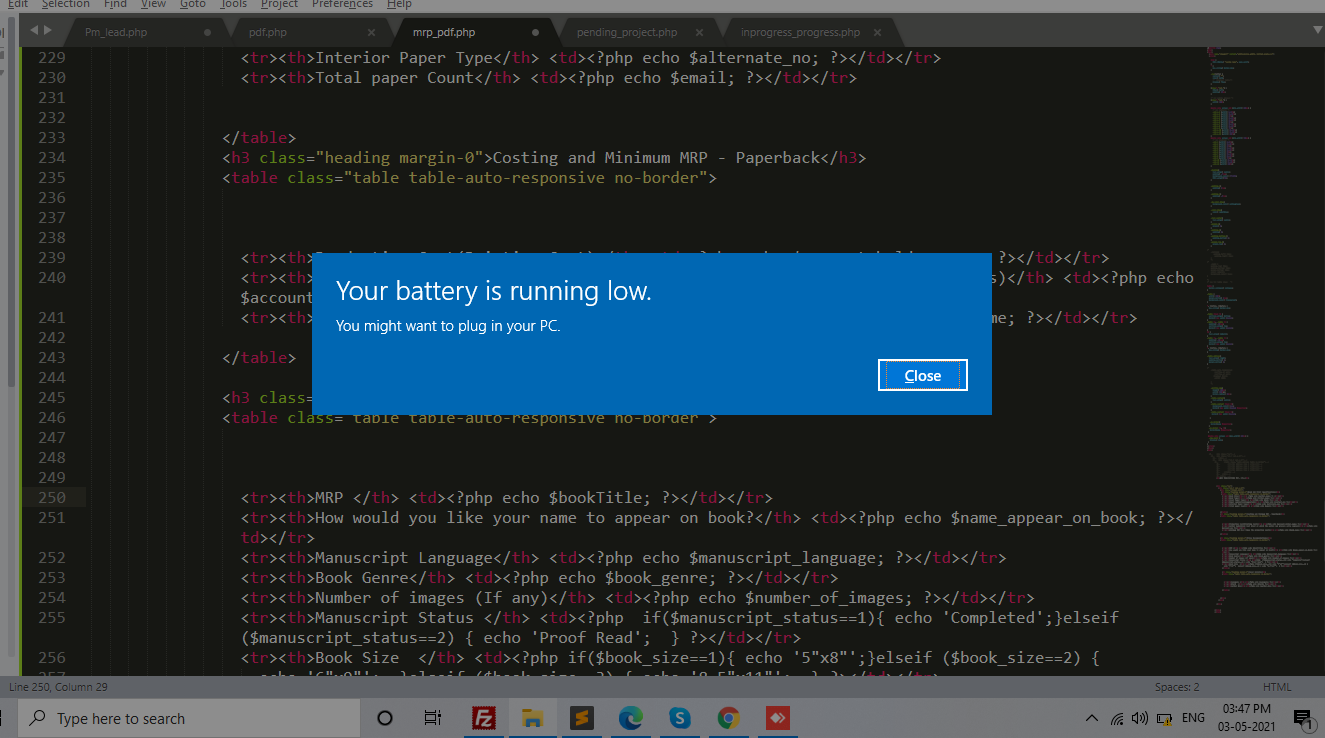 Edit Selection Find View Goto Tools Project Preferences Help
Pm_lead.php pdf.php mrp_pdf.php pending_project.php inprogress_progress.php
229 <tr><th>Interior Paper Type</th> <td><?php echo $alternate_no; ?></td></tr>
230 <tr><th>Total paper Count</th> <td><?php echo $email; ?></td></tr>
231
232
233 </table>
234 <h3 class="heading margin-0">Costing and Minimum MRP - Paperback</h3>
235 <table class="table table-auto-responsive no-border">
236
237
238
239 <tr><th> ?></td></tr>
240 <tr><th> s)</th> <td><?php echo
$account
241 <tr><th> me; ?></td></tr>
242
243 </table>
244
245 <h3 class=
246 <table class="table table-auto-responsive no-border">
247
248
249
250 <tr><th>MRP </th> <td><?php echo $bookTitle; ?></td></tr>
251 <tr><th>How would you like your name to appear on book?</th> <td><?php echo $name_appear_on_book; ?></
td></tr>
252 <tr><th>Manuscript Language</th> <td><?php echo $manuscript_language; ?></td></tr>
253 <tr><th>Book Genre</th> <td><?php echo $book_genre; ?></td></tr>
254 <tr><th>Number of images (If any)</th> <td><?php echo $number_of_images; ?></td></tr>
255 <tr><th>Manuscript Status </th> <td><?php  if($manuscript_status==1){ echo 'Completed';}elseif
($manuscript_status==2) { echo 'Proof Read';  } ?></td></tr>
256 <tr><th>Book Size  </th> <td><?php if($book_size==1){ echo '5"x8"';}elseif ($book_size==2) {
echo '6"x9"';  }elseif ($book_size==3) { echo '8.5"x11"';  } ?></td></tr>
Your battery is running low.
You might want to plug in your PC.
Close
Line 250, Column 29 Spaces: 2 HTML
Type here to search
ENG
03:47 PM
03-05-2021
1